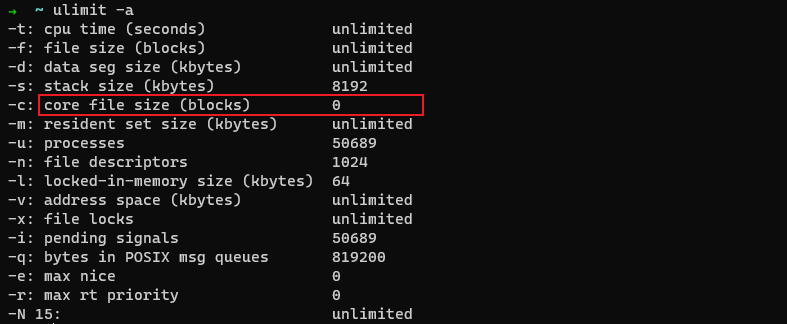 → ~ ulimit -a
-t: cpu time (seconds) unlimited
-f: file size (blocks) unlimited
-d: data seg size (kbytes) unlimited
-s: stack size (kbytes) 8192
-c: core file size (blocks) 0
-m: resident set size (kbytes) unlimited
-u: processes 50689
-n: file descriptors 1024
-l: locked-in-memory size (kbytes) 64
-v: address space (kbytes) unlimited
-x: file locks unlimited
-i: pending signals 50689
-q: bytes in POSIX msg queues 819200
-e: max nice 0
-r: max rt priority 0
-N 15: unlimited